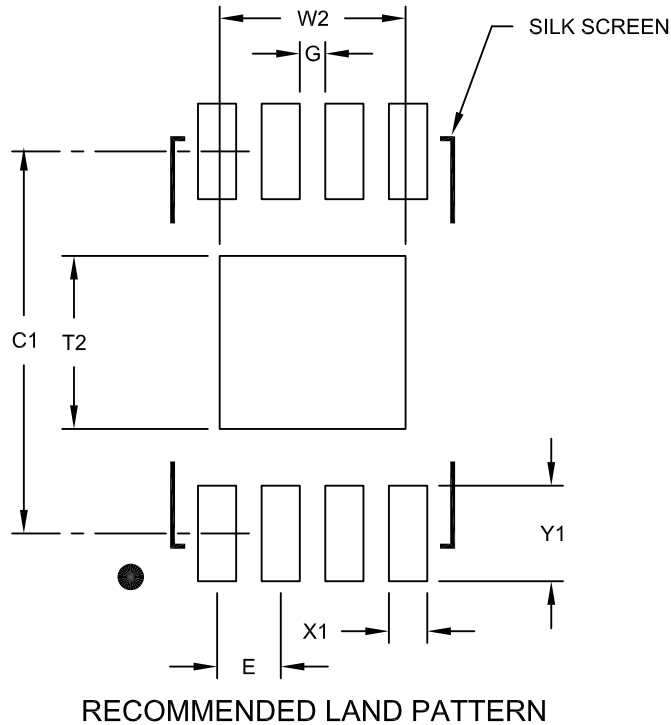 W2
G
SILK SCREEN
C1
T2
Y1
X1
E
RECOMMENDED LAND PATTERN